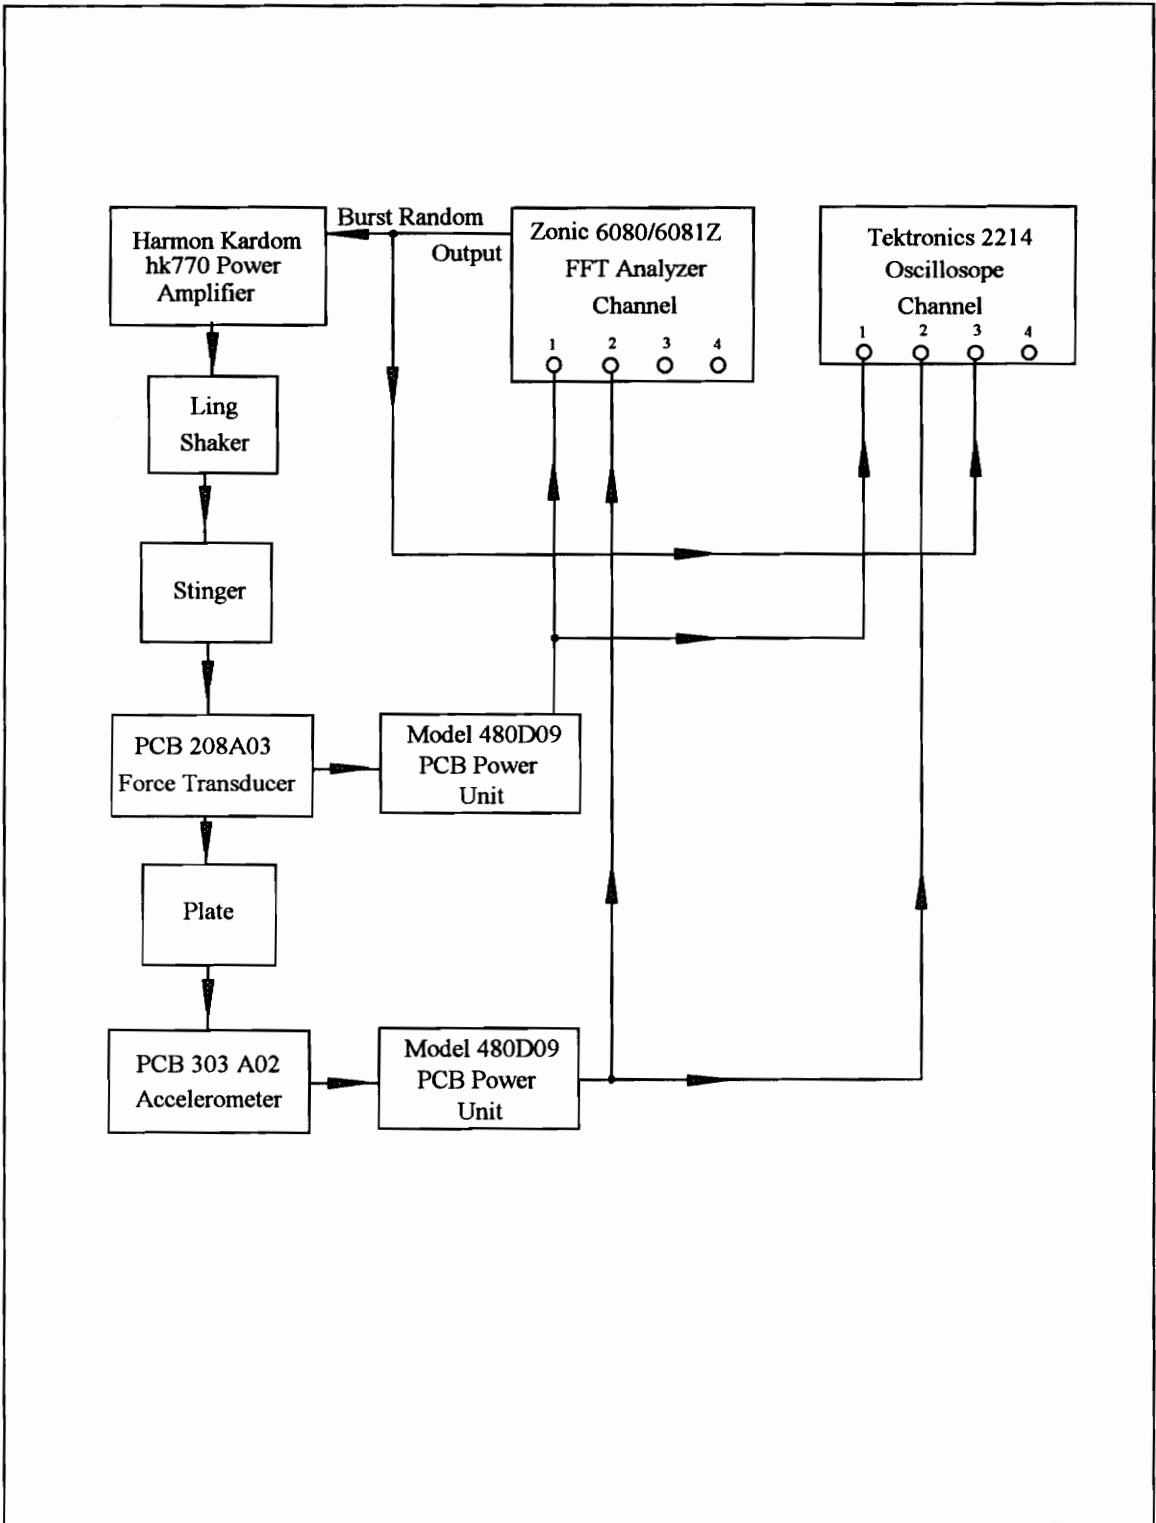 Harmon Kardom
hk770 Power
Amplifier
Burst Random
Output
Zonic 6080/6081Z
FFT Analyzer
Channel
1 2 3 4
Tektronics 2214
Oscillosope
Channel
1 2 3 4
Ling
Shaker
Stinger
PCB 208A03
Force Transducer
Model 480D09
PCB Power
Unit
Plate
PCB 303 A02
Accelerometer
Model 480D09
PCB Power
Unit